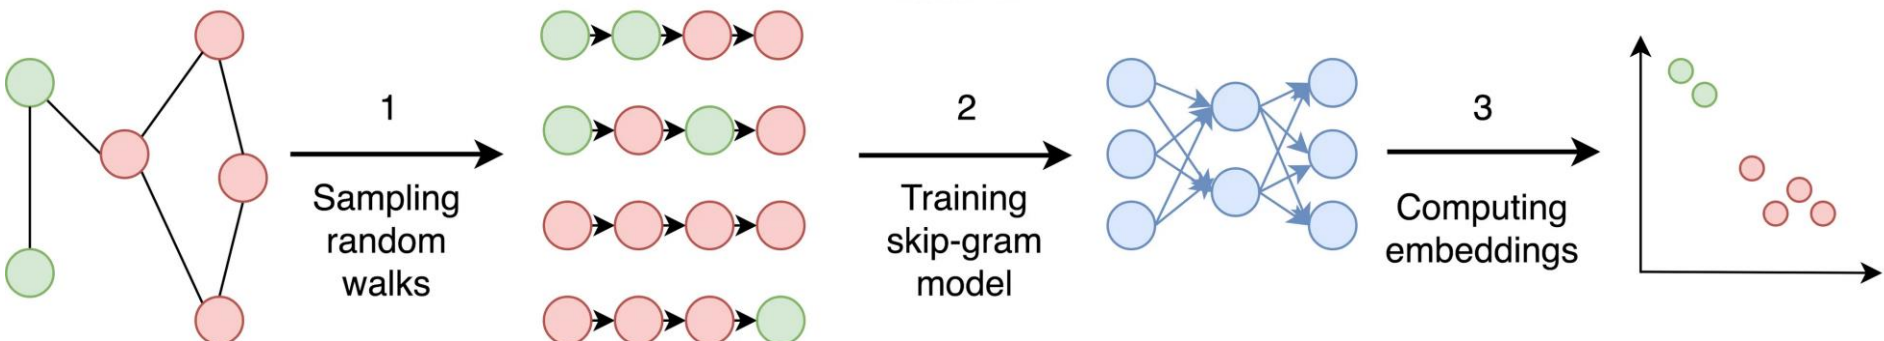 1
Sampling
random
walks
2
Training
skip-gram
model
3
Computing
embeddings